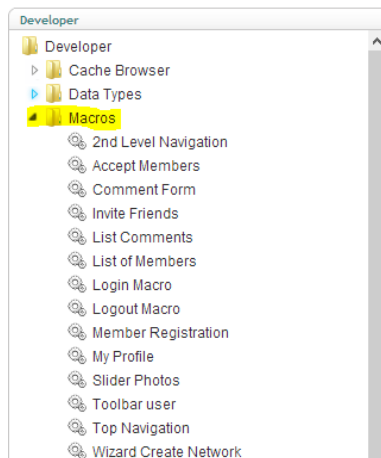 Developer
Developer
Cache Browser
Data Types
Macros
2nd Level Navigation
Accept Members
Comment Form
Invite Friends
List Comments
List of Members
Login Macro
Logout Macro
Member Registration
My Profile
Slider Photos
Toolbar user
Top Navigation
Wizard Create Network